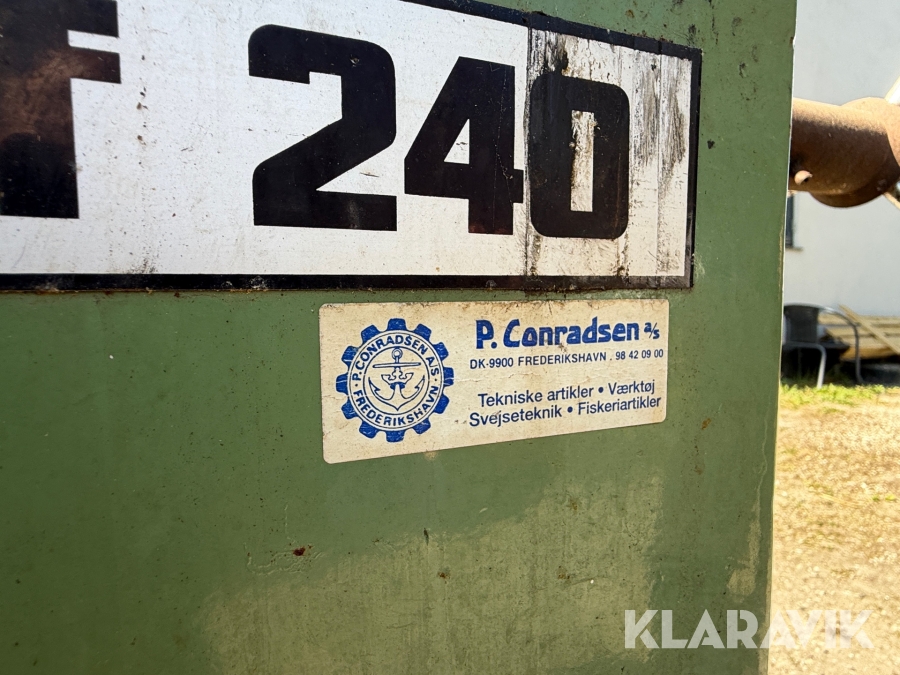 f 240
P. Conradsen a/s
DK-9900 FREDERIKSHAVN . 98 42 09 00
P. CONRADSEN A/S · FREDERIKSHAVN ·
Tekniske artikler • Værktøj
Svejseteknik • Fiskeriartikler
KLARAVIK